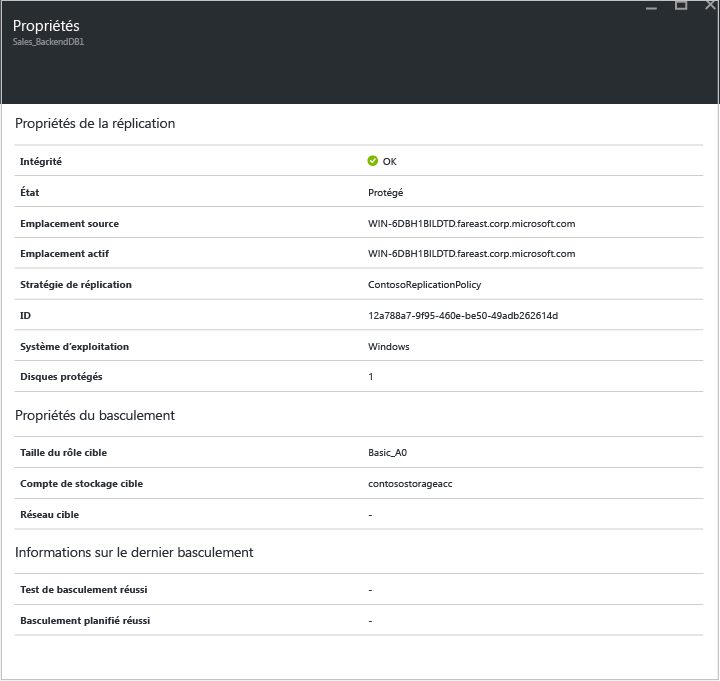 Propriétés
Sales_BackendDB1
Propriétés de la réplication
Intégrité OK
État Protégé
Emplacement source WIN-6DBH1BILDTD.fareast.corp.microsoft.com
Emplacement actif WIN-6DBH1BILDTD.fareast.corp.microsoft.com
Stratégie de réplication ContosoReplicationPolicy
ID 12a788a7-9f95-460e-be50-49adb262614d
Système d'exploitation Windows
Disques protégés 1
Propriétés du basculement
Taille du rôle cible Basic_A0
Compte de stockage cible contosostorageacc
Réseau cible -
Informations sur le dernier basculement
Test de basculement réussi -
Basculement planifié réussi -